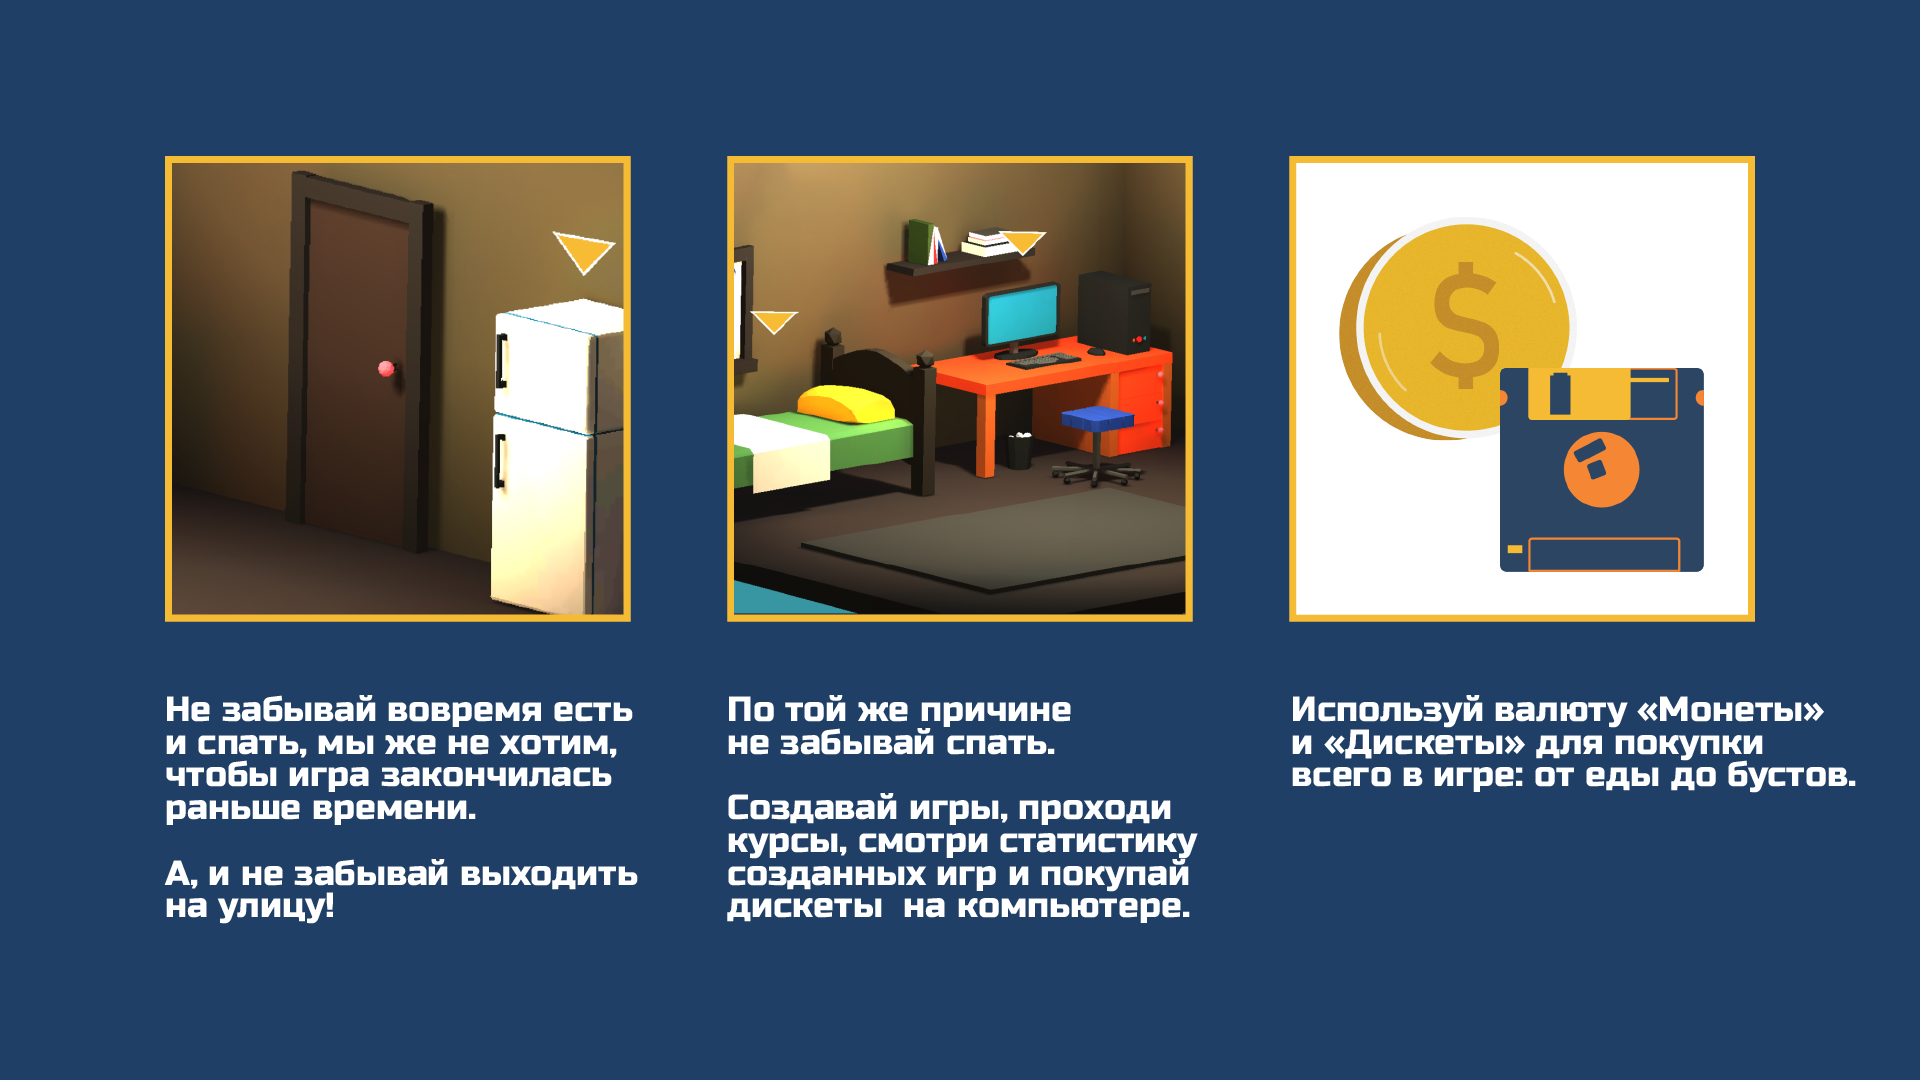 Не забывай вовремя есть
и спать, мы же не хотим,
чтобы игра закончилась
раньше времени.
А, и не забывай выходить
на улицу!
По той же причине
не забывай спать.
Создавай игры, проходи
курсы, смотри статистику
созданных игр и покупай
дискеты  на компьютере.
$
Используй валюту «Монеты»
и «Дискеты» для покупки
всего в игре: от еды до бустов.